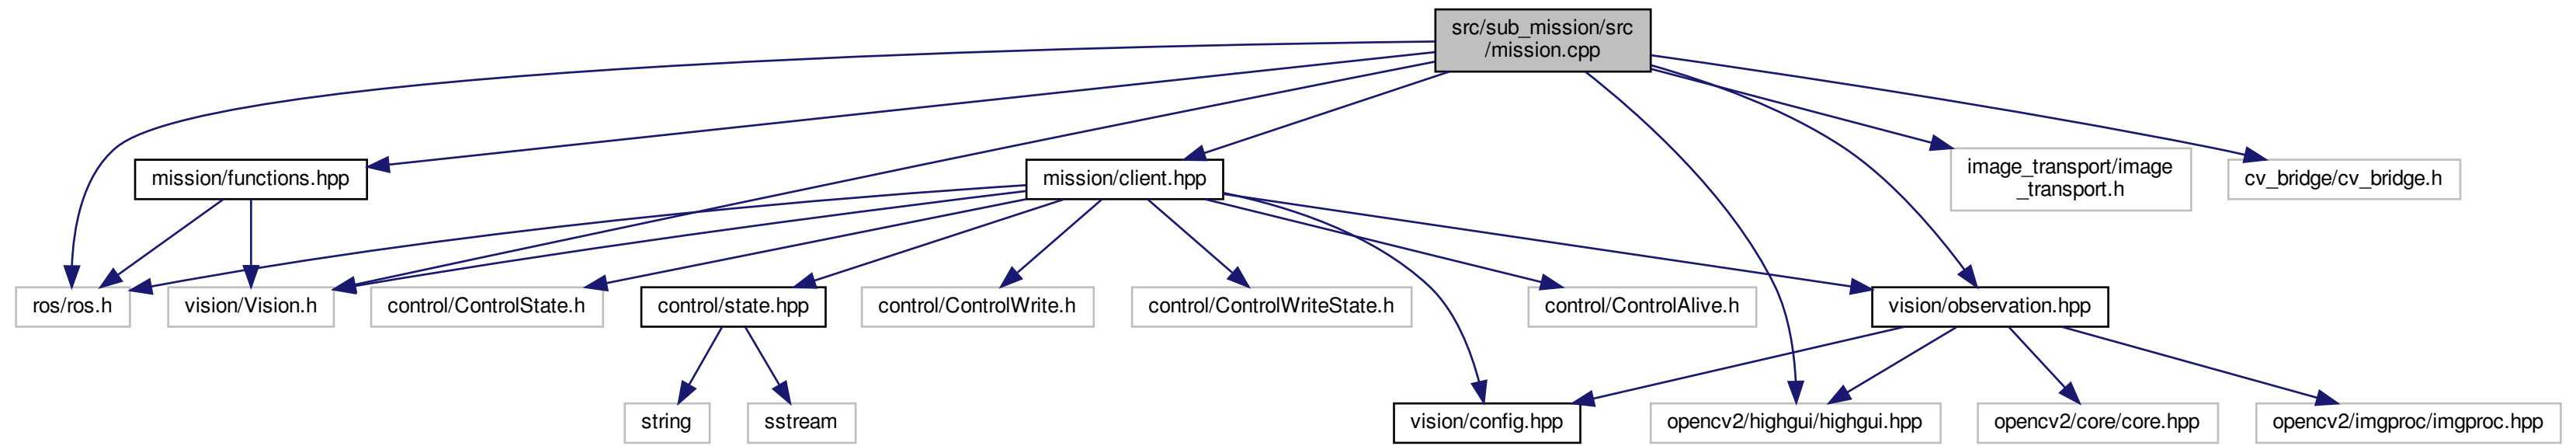 src/sub_mission/src
/mission.cpp
mission/functions.hpp
mission/client.hpp
image_transport/image
_transport.h
cv_bridge/cv_bridge.h
ros/ros.h
vision/Vision.h
control/ControlState.h
control/state.hpp
control/ControlWrite.h
control/ControlWriteState.h
control/ControlAlive.h
vision/observation.hpp
string
sstream
vision/config.hpp
opencv2/highgui/highgui.hpp
opencv2/core/core.hpp
opencv2/imgproc/imgproc.hpp